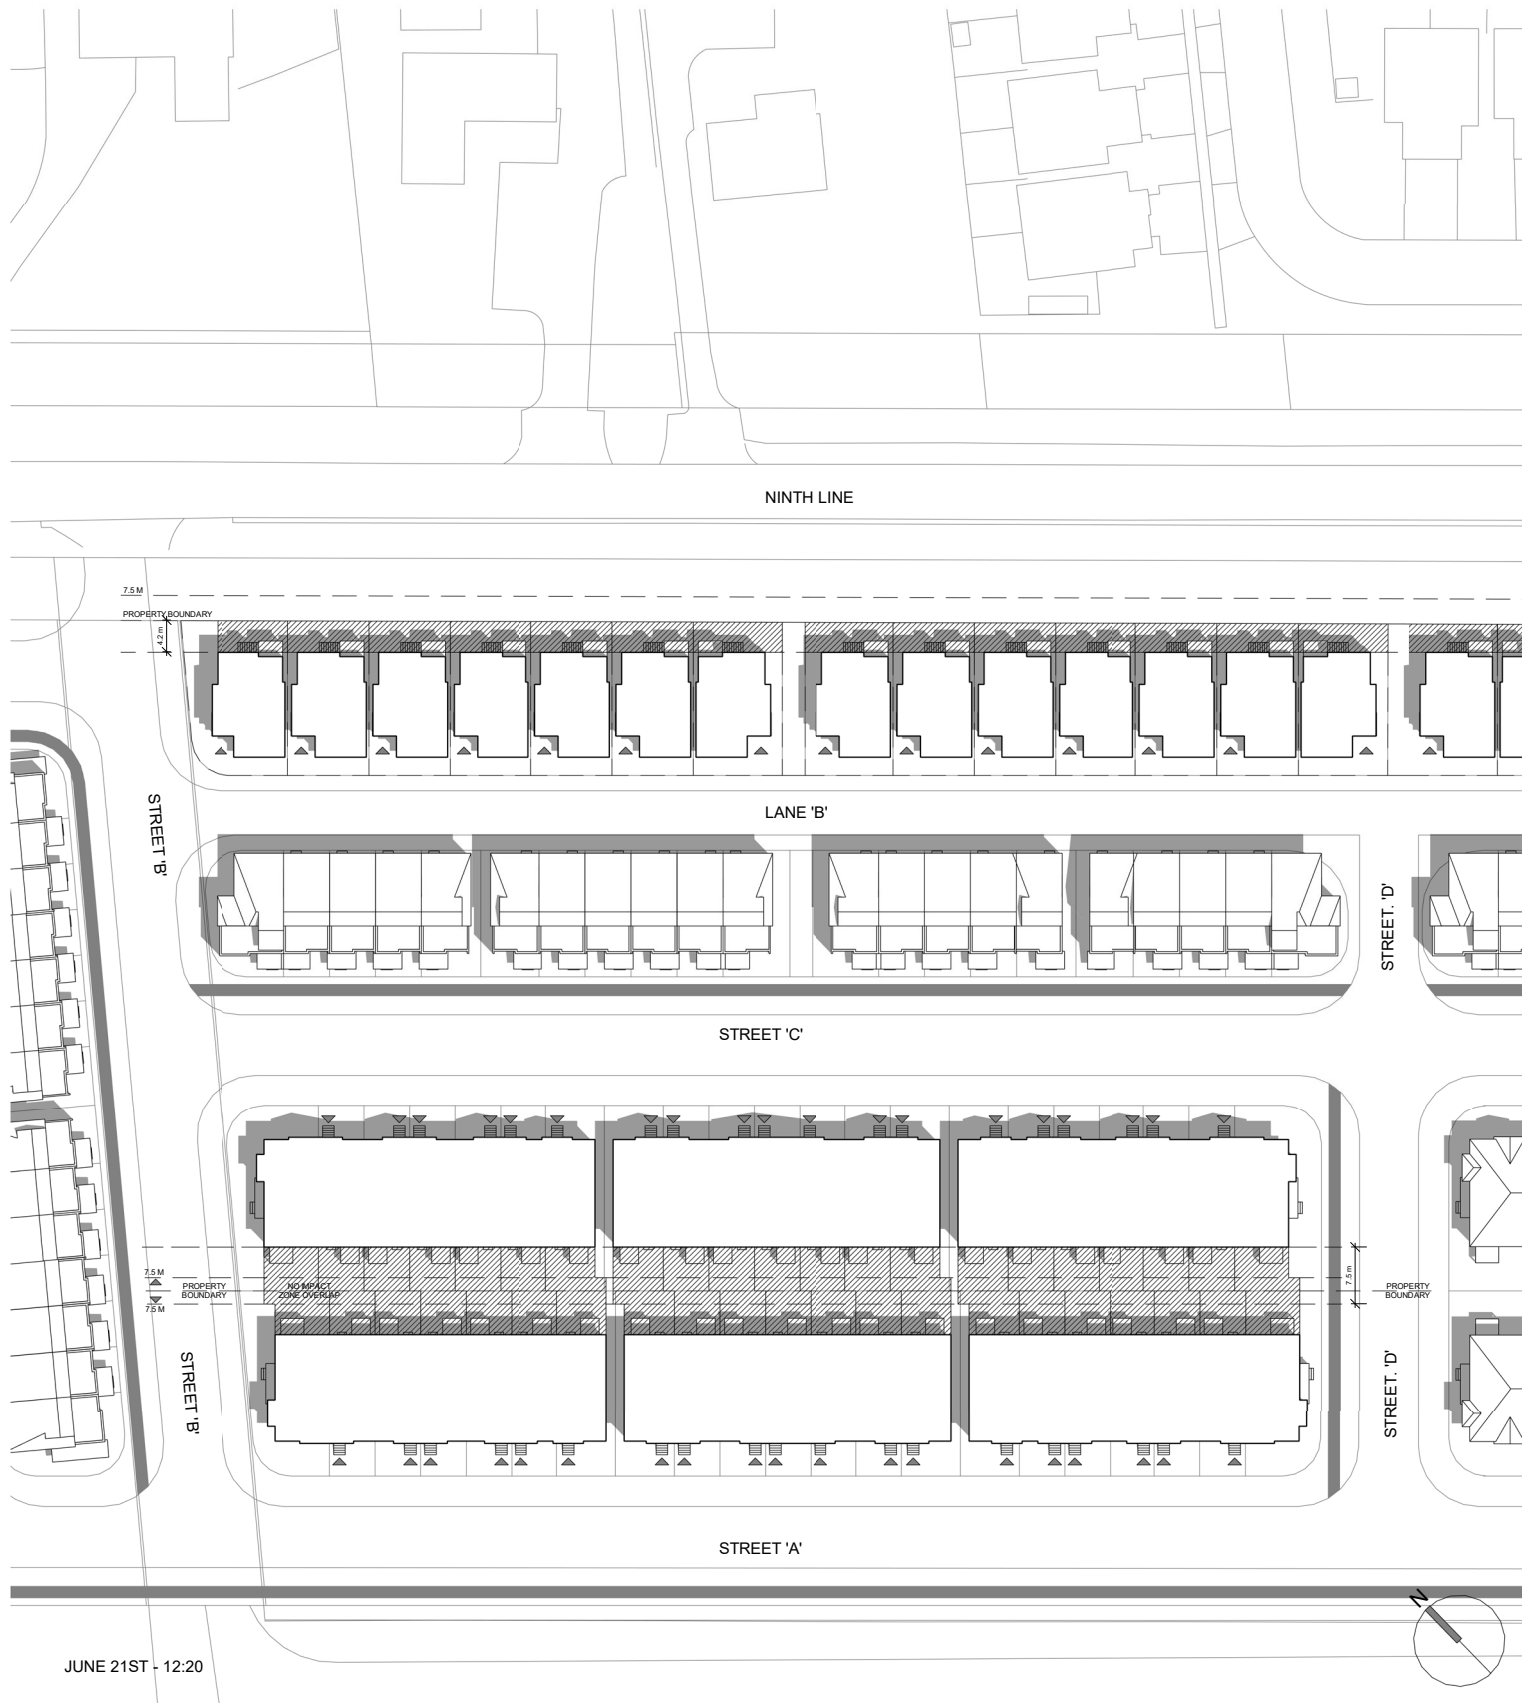 NINTH LINE
7.5 M
PROPERTY BOUNDARY
4.2 m
STREET 'B'
LANE 'B'
STREET. 'D'
STREET 'C'
7.5 M
PROPERTY
BOUNDARY
7.5 M
NO IMPACT
ZONE OVERLAP
7.5 m
PROPERTY
BOUNDARY
STREET 'B'
STREET. 'D'
STREET 'A'
N
JUNE 21ST - 12:20